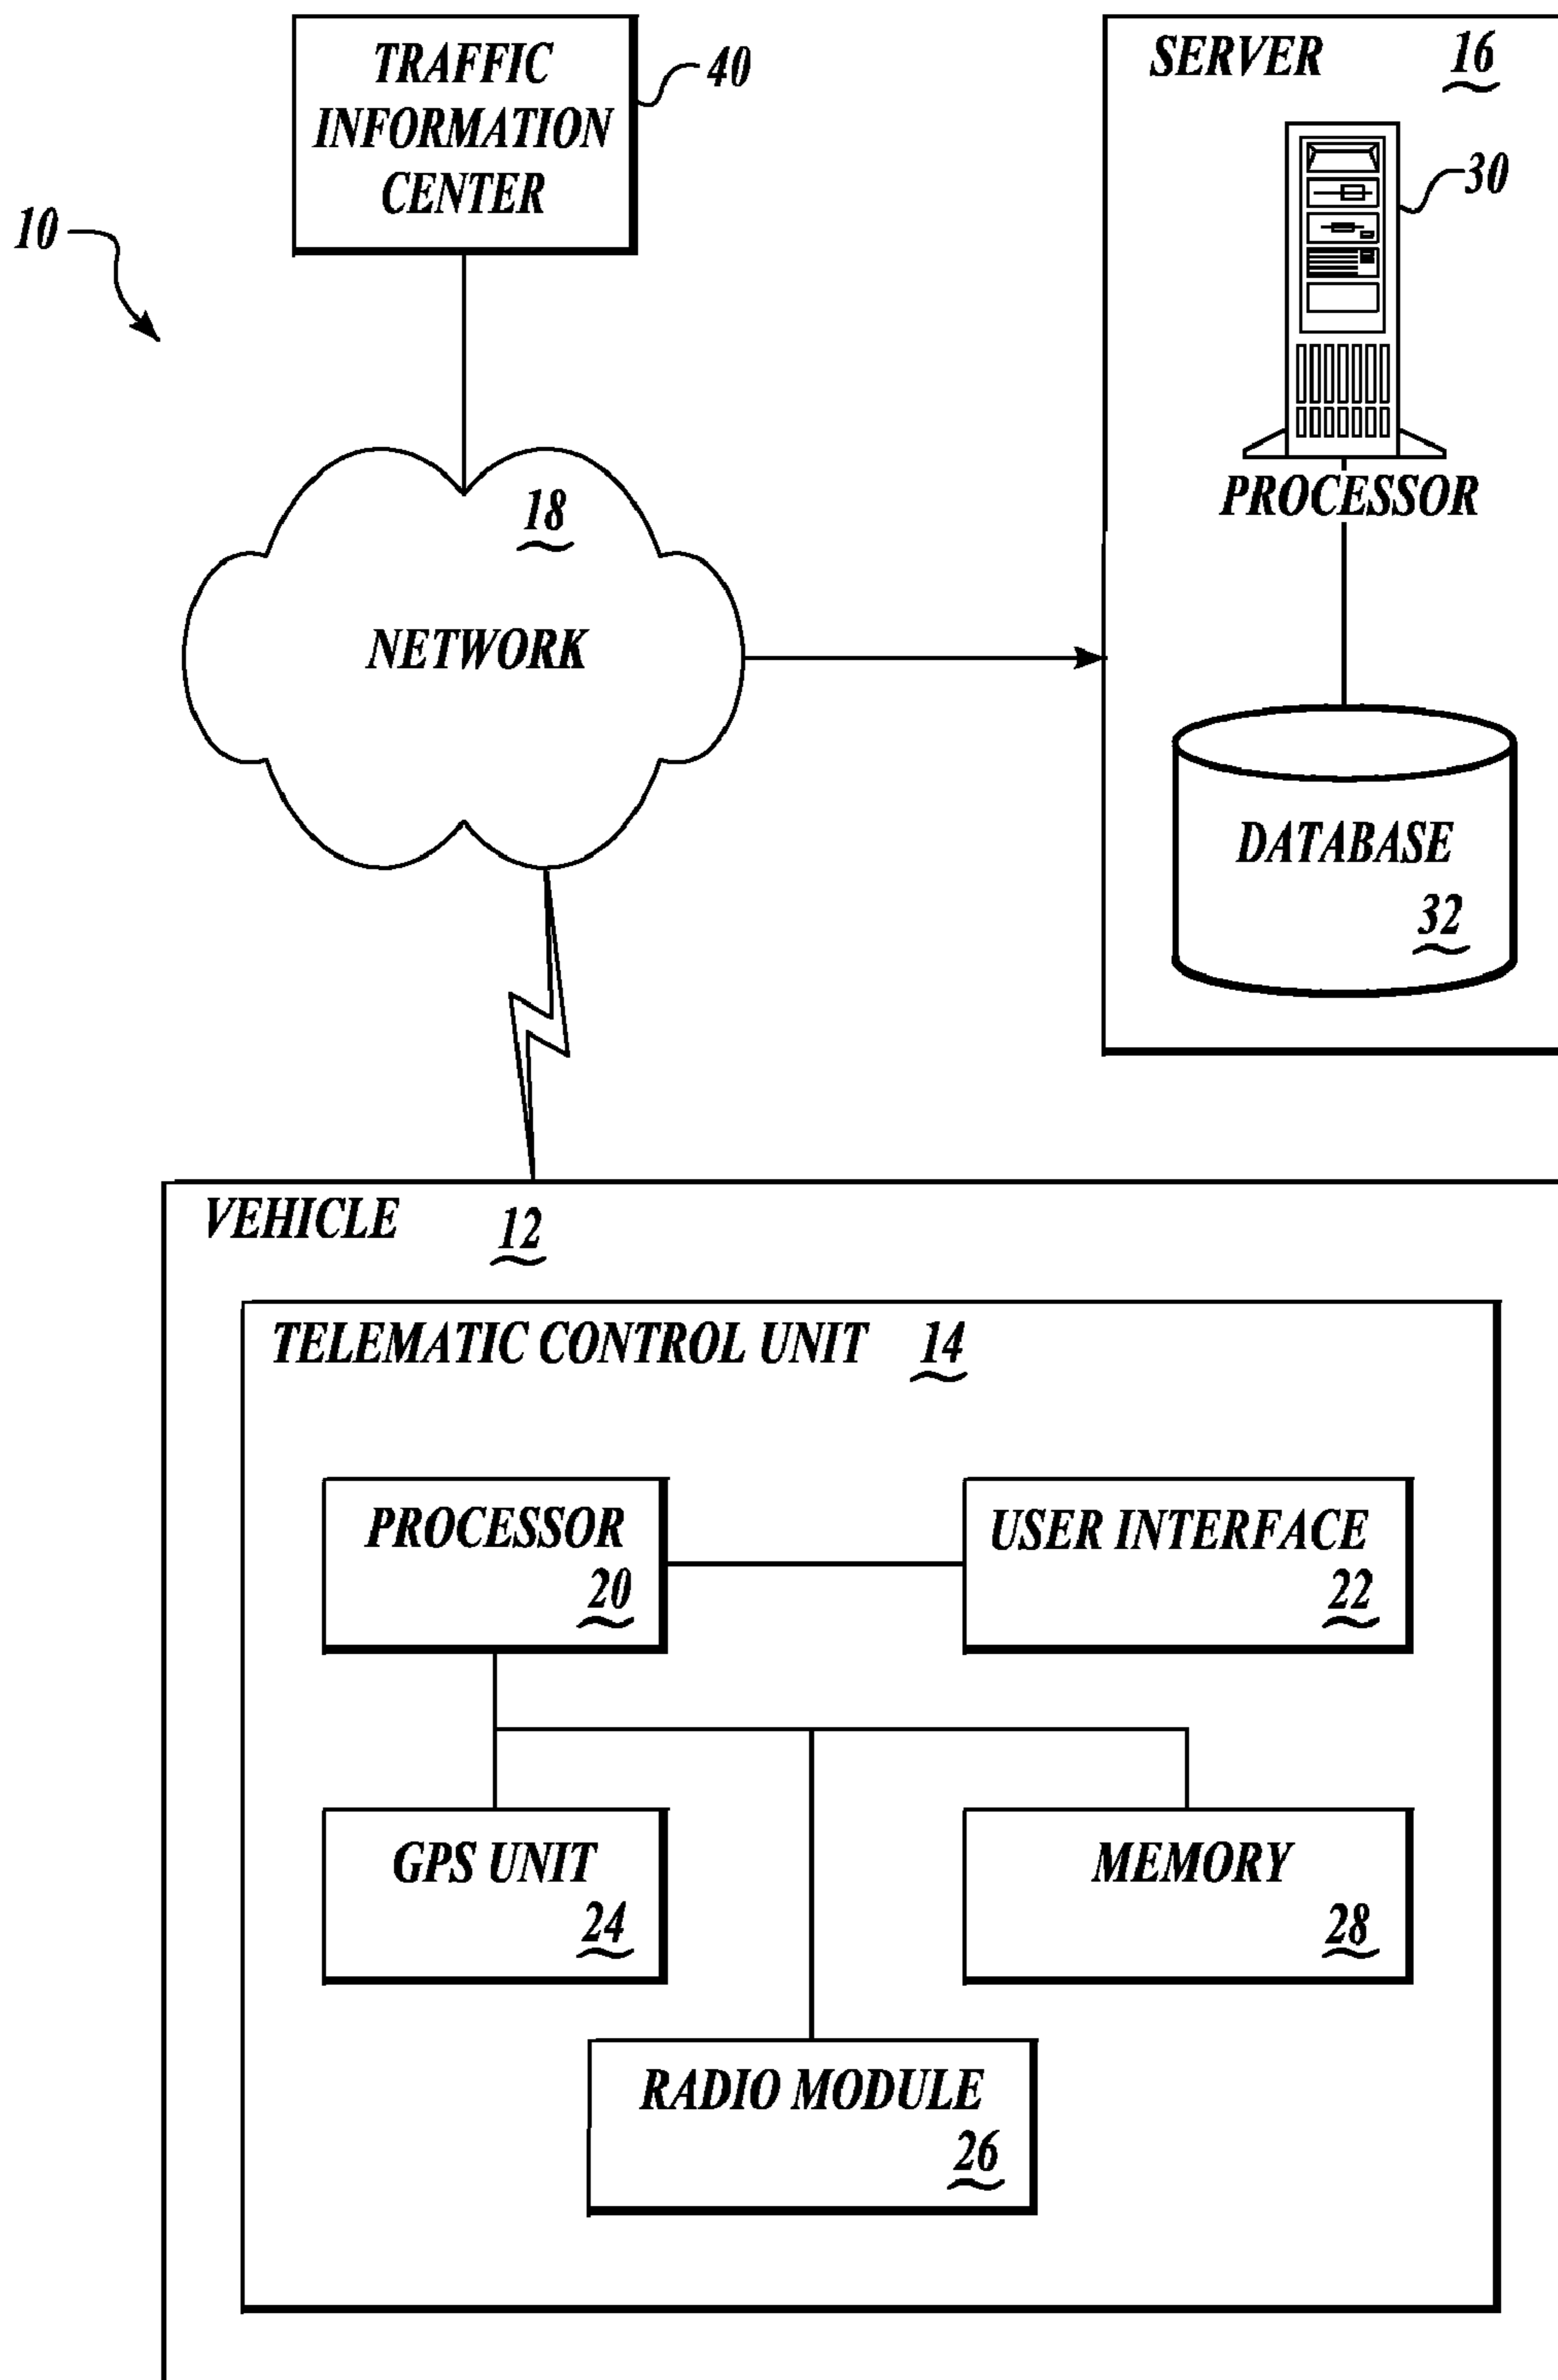 TRAFFIC
INFORMATION
CENTER
40
SERVER 16
30
10
PROCESSOR
18
NETWORK
DATABASE
32
VEHICLE 12
TELEMATIC CONTROL UNIT 14
PROCESSOR
20
USER INTERFACE
22
GPS UNIT
24
MEMORY
28
RADIO MODULE
26